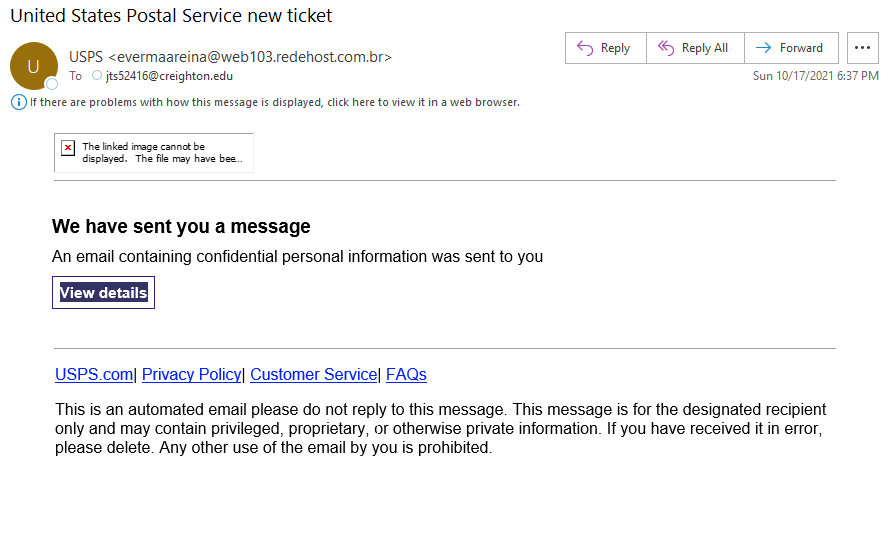 United States Postal Service new ticket
U
USPS <evermaareina@web103.redehost.com.br>
Reply
Reply All
Forward
To jts52416@creighton.edu
Sun 10/17/2021 6:37 PM
If there are problems with how this message is displayed, click here to view it in a web browser.
The linked image cannot be
displayed. The file may have bee...
We have sent you a message
An email containing confidential personal information was sent to you
View details
USPS.com| Privacy Policy| Customer Service| FAQs
This is an automated email please do not reply to this message. This message is for the designated recipient
only and may contain privileged, proprietary, or otherwise private information. If you have received it in error,
please delete. Any other use of the email by you is prohibited.